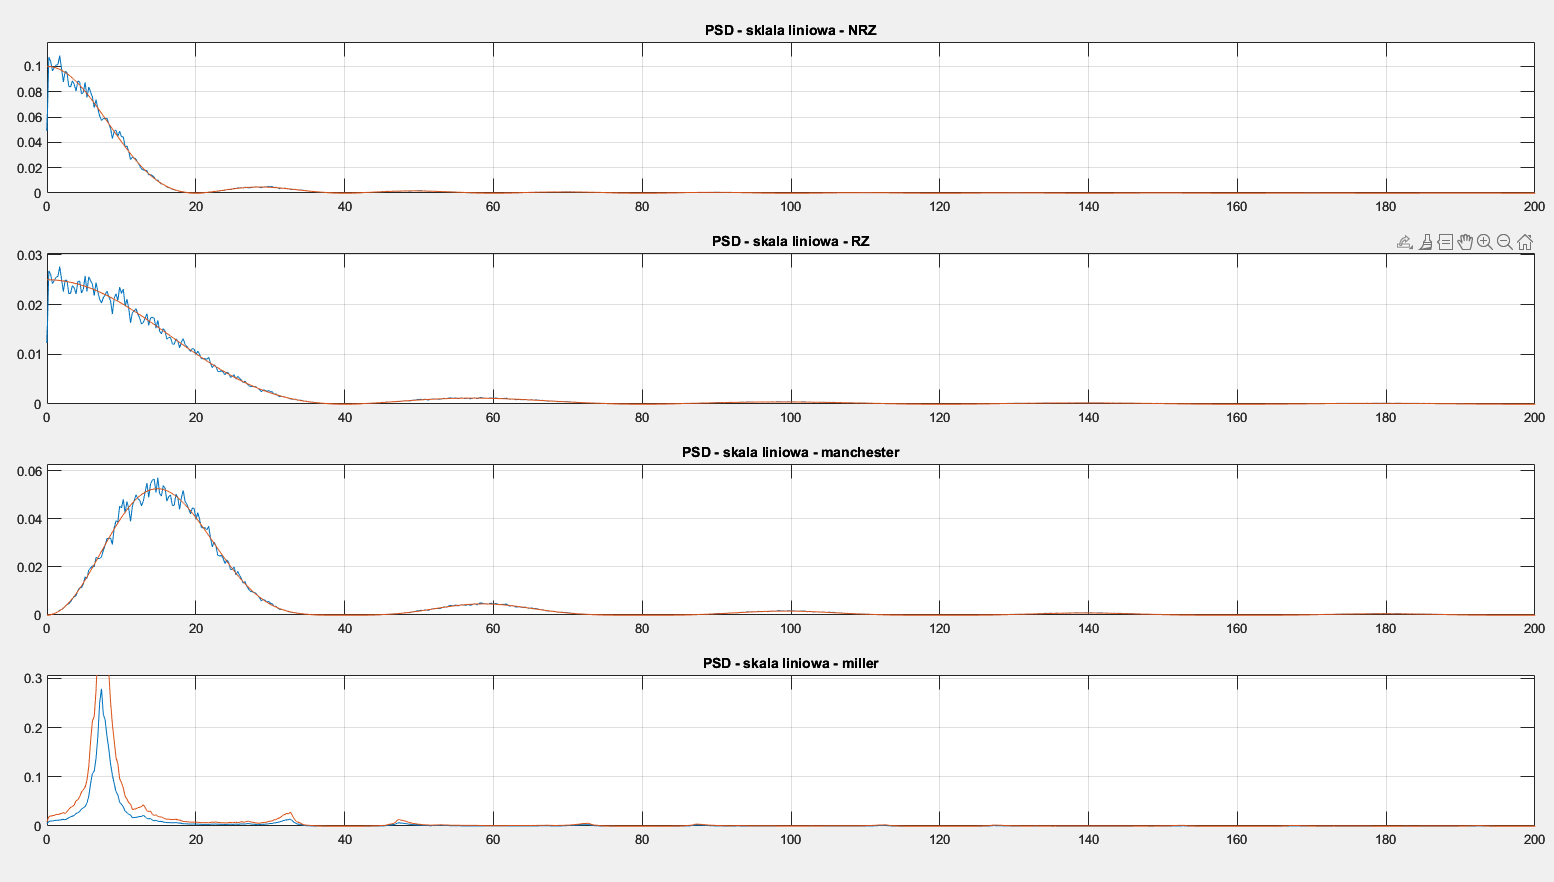 PSD - sklala liniowa - NRZ
0.1
0.08
0.06
0.04
0.02
0
0 20 40 60 80 100 120 140 160 180 200
PSD - skala liniowa - RZ
0.03
0.02
0.01
0
0 20 40 60 80 100 120 140 160 180 200
PSD - skala liniowa - manchester
0.06
0.04
0.02
0
0 20 40 60 80 100 120 140 160 180 200
PSD - skala liniowa - miller
0.3
0.2
0.1
0
0 20 40 60 80 100 120 140 160 180 200